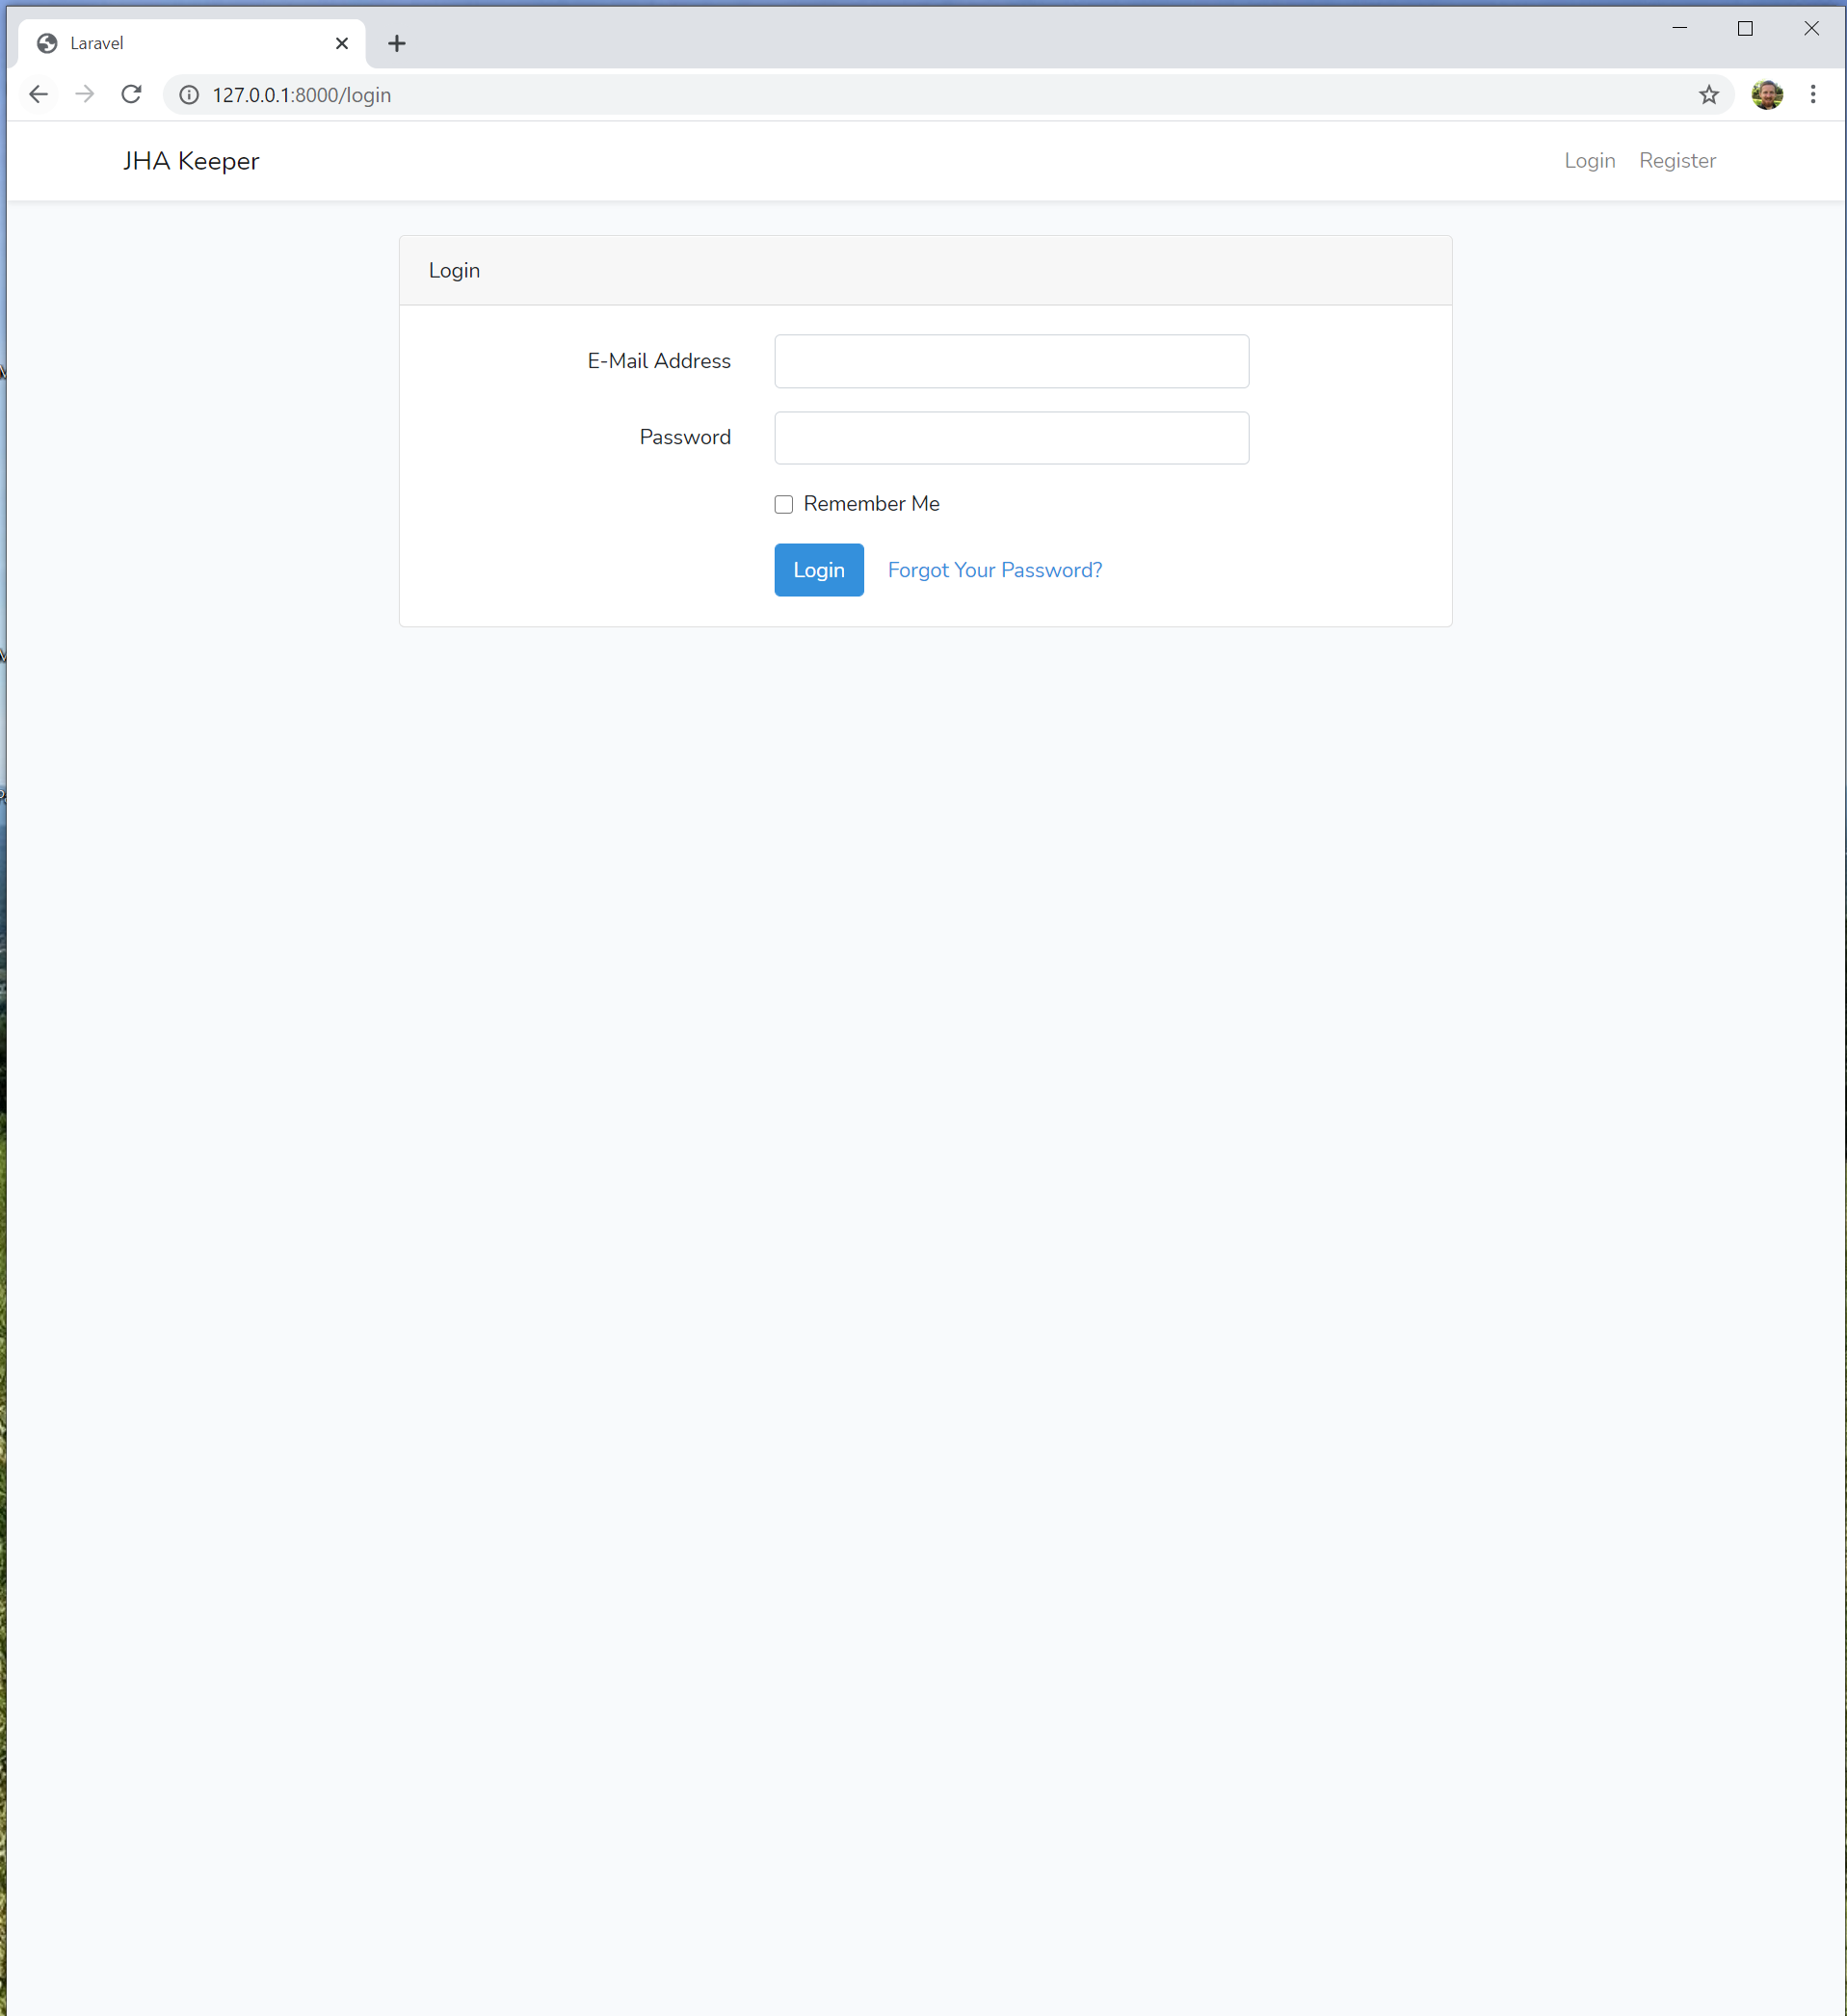 Laravel
127.0.0.1:8000/login
JHA Keeper Login Register
Login
E-Mail Address
Password
Remember Me
Login Forgot Your Password?